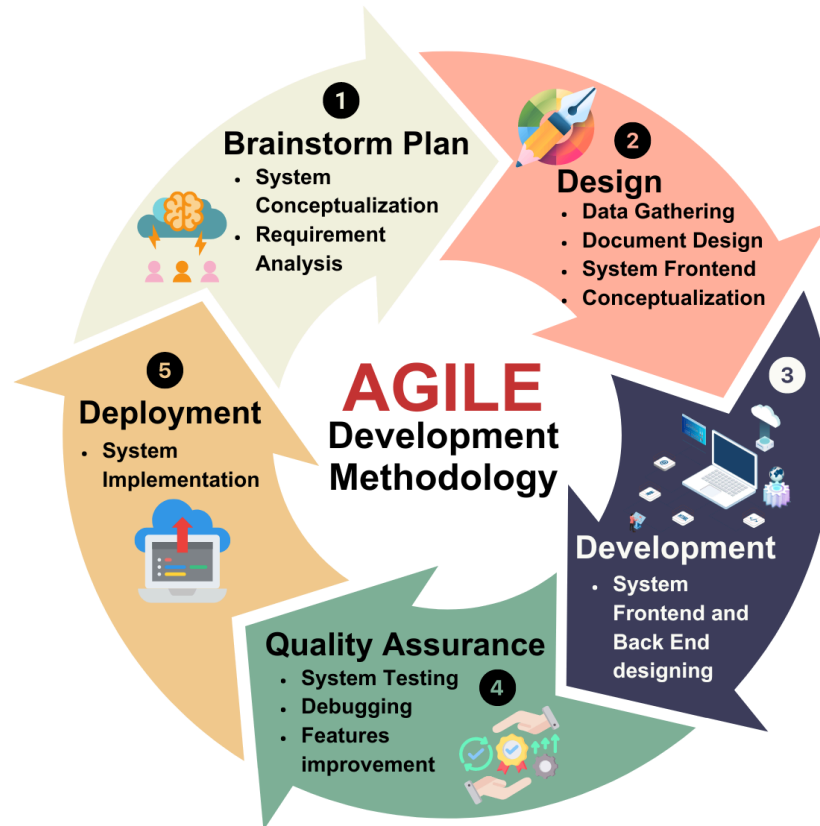 1
Brainstorm Plan
• System
Conceptualization
• Requirement
Analysis
2
Design
• Data Gathering
• Document Design
• System Frontend
• Conceptualization
3
Development
• System
Frontend and
Back End
designing
4
Quality Assurance
• System Testing
• Debugging
• Features
improvement
5
Deployment
• System
Implementation
AGILE
Development
Methodology